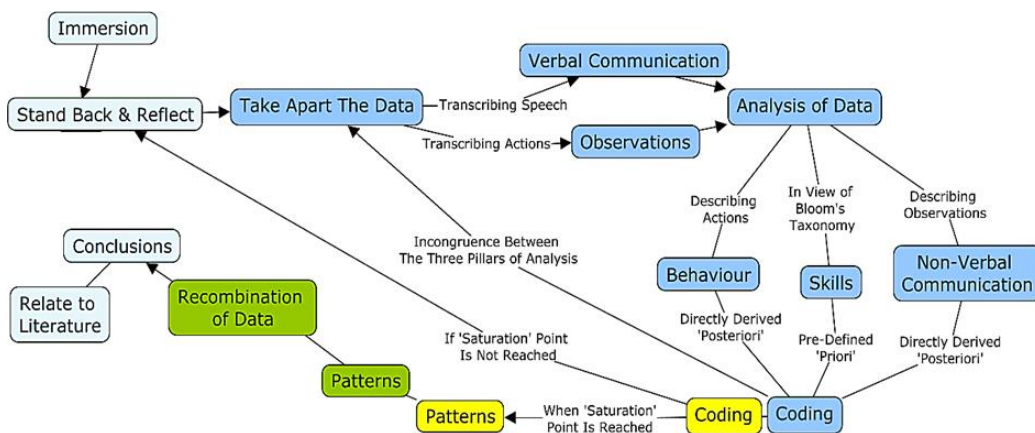 Immersion
Stand Back & Reflect
Take Apart The Data
Transcribing Speech
Verbal Communication
Transcribing Actions
Observations
Analysis of Data
Describing
Actions
In View of
Bloom's
Taxonomy
Describing
Observations
Behaviour
Skills
Non-Verbal
Communication
Directly Derived
'Posteriori'
Pre-Defined
'Priori'
Directly Derived
'Posteriori'
Incongruence Between
The Three Pillars of Analysis
Coding
Coding
If 'Saturation' Point
Is Not Reached
When 'Saturation'
Point Is Reached
Patterns
Patterns
Recombination
of Data
Conclusions
Relate to
Literature